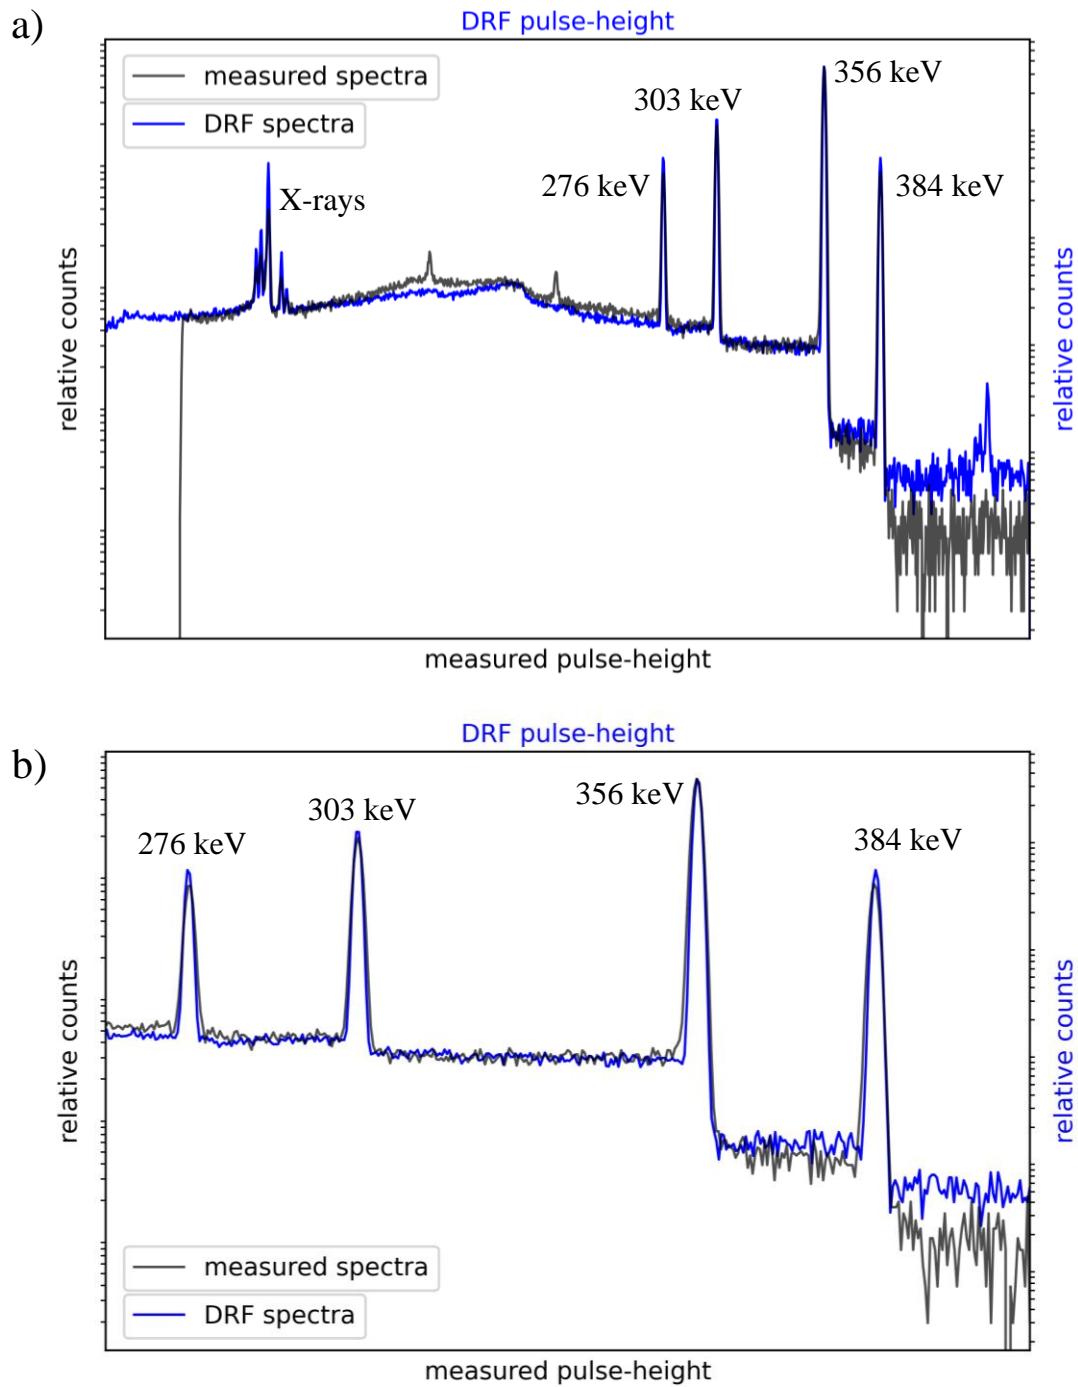 a)
DRF pulse-height
measured spectra
DRF spectra
356 keV
303 keV
276 keV
384 keV
X-rays
relative counts
relative counts
measured pulse-height
b)
DRF pulse-height
356 keV
303 keV
276 keV
384 keV
relative counts
relative counts
measured spectra
DRF spectra
measured pulse-height